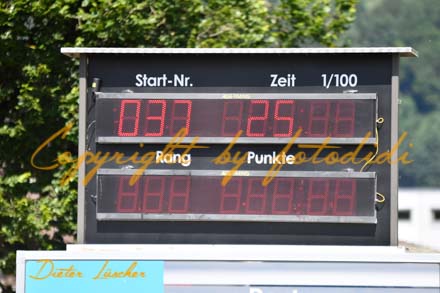 Start-Nr. Zeit 1/100
037 25
Copyright by fotodidi
Rang Punkte
Dieter Lüscher